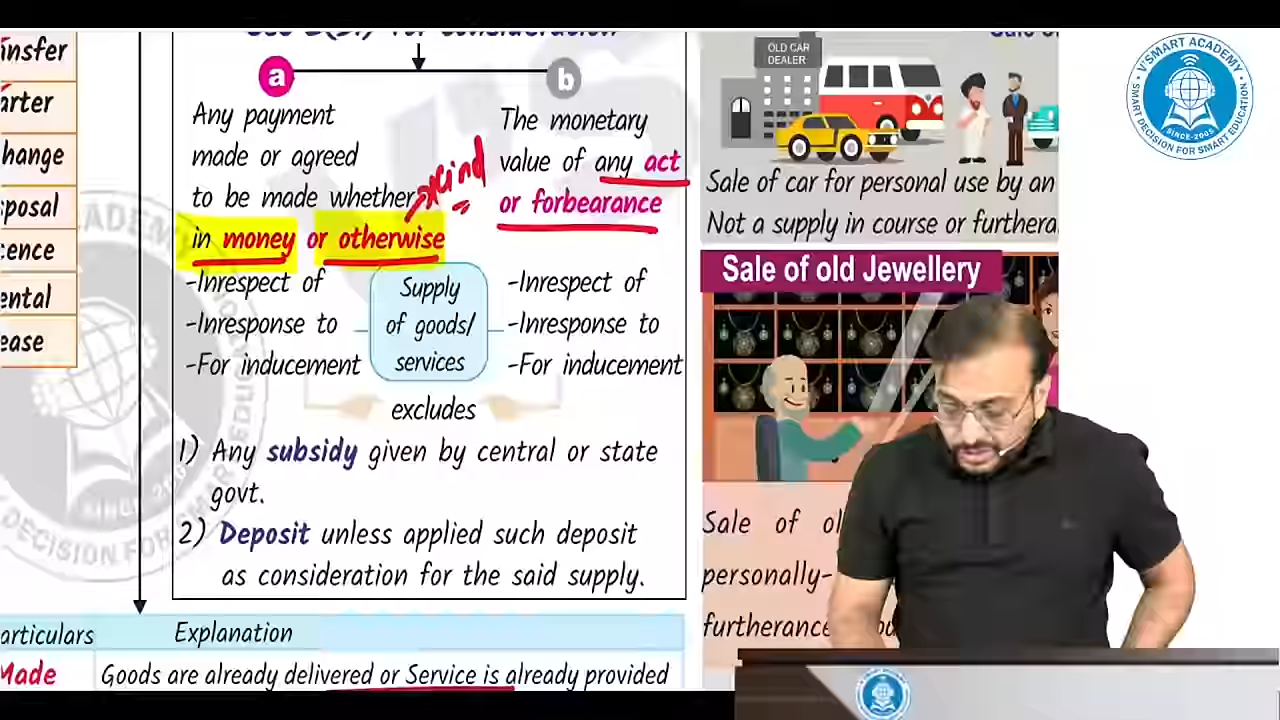 ansfer
arter
hange
sposal
cence
ental
ease
for consideration
a
Any payment
made or agreed
to be made whether
in money or otherwise
kind
-Inrespect of
-Inresponse to
-For inducement
Supply
of goods/
services
b
The monetary
value of any act
or forbearance
-Inrespect of
-Inresponse to
-For inducement
excludes
1) Any subsidy given by central or state
govt.
2) Deposit unless applied such deposit
as consideration for the said supply.
articulars Explanation
Made Goods are already delivered or Service is already provided
OLD CAR
DEALER
Sale of car for personal use by an
Not a supply in course or furthera
Sale of old Jewellery
Sale of ol
personally-
furtherance
V'SMART ACADEMY
SMART DECISION FOR SMART EDUCATION
SINCE-2005